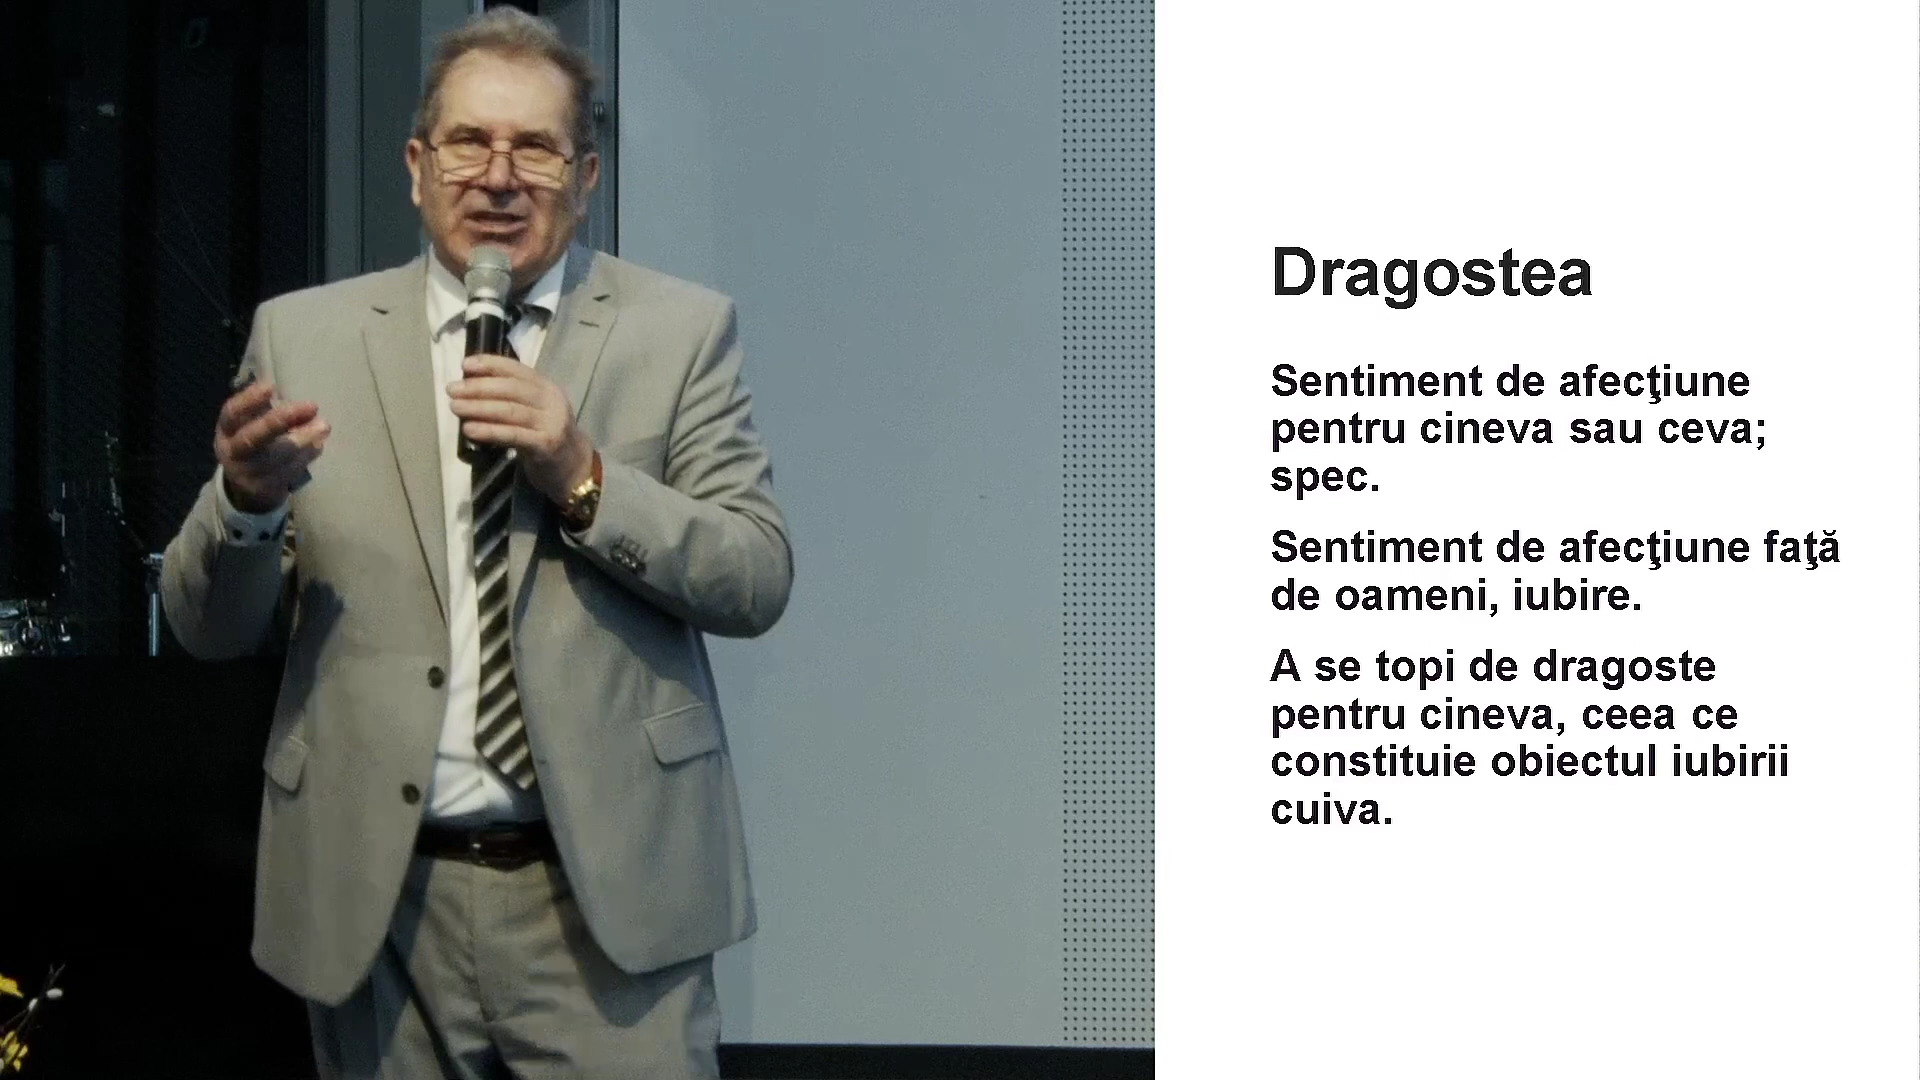 Dragostea
Sentiment de afecţiune
pentru cineva sau ceva;
spec.
Sentiment de afecţiune faţă
de oameni, iubire.
A se topi de dragoste
pentru cineva, ceea ce
constituie obiectul iubirii
cuiva.